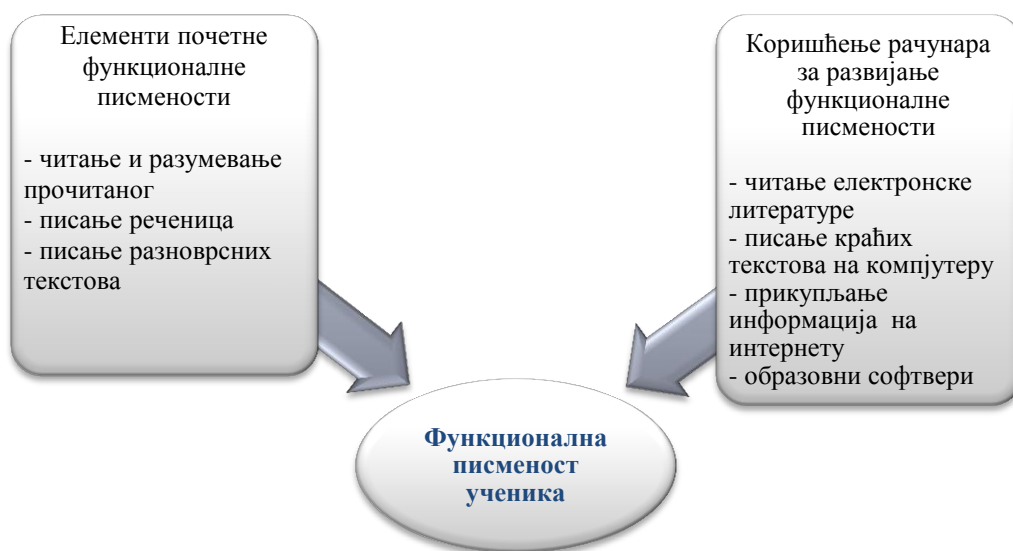 Елементи почетне
функционалне
писмености
- читање и разумевање
прочитаног
- писање реченица
- писање разноврсних
текстова
Коришћење рачунара
за развијање
функционалне
писмености
- читање електронске
литературе
- писање краћих
текстова на компјутеру
- прикупљање
информација на
интернету
- образовни софтвери
Функционална
писменост
ученика